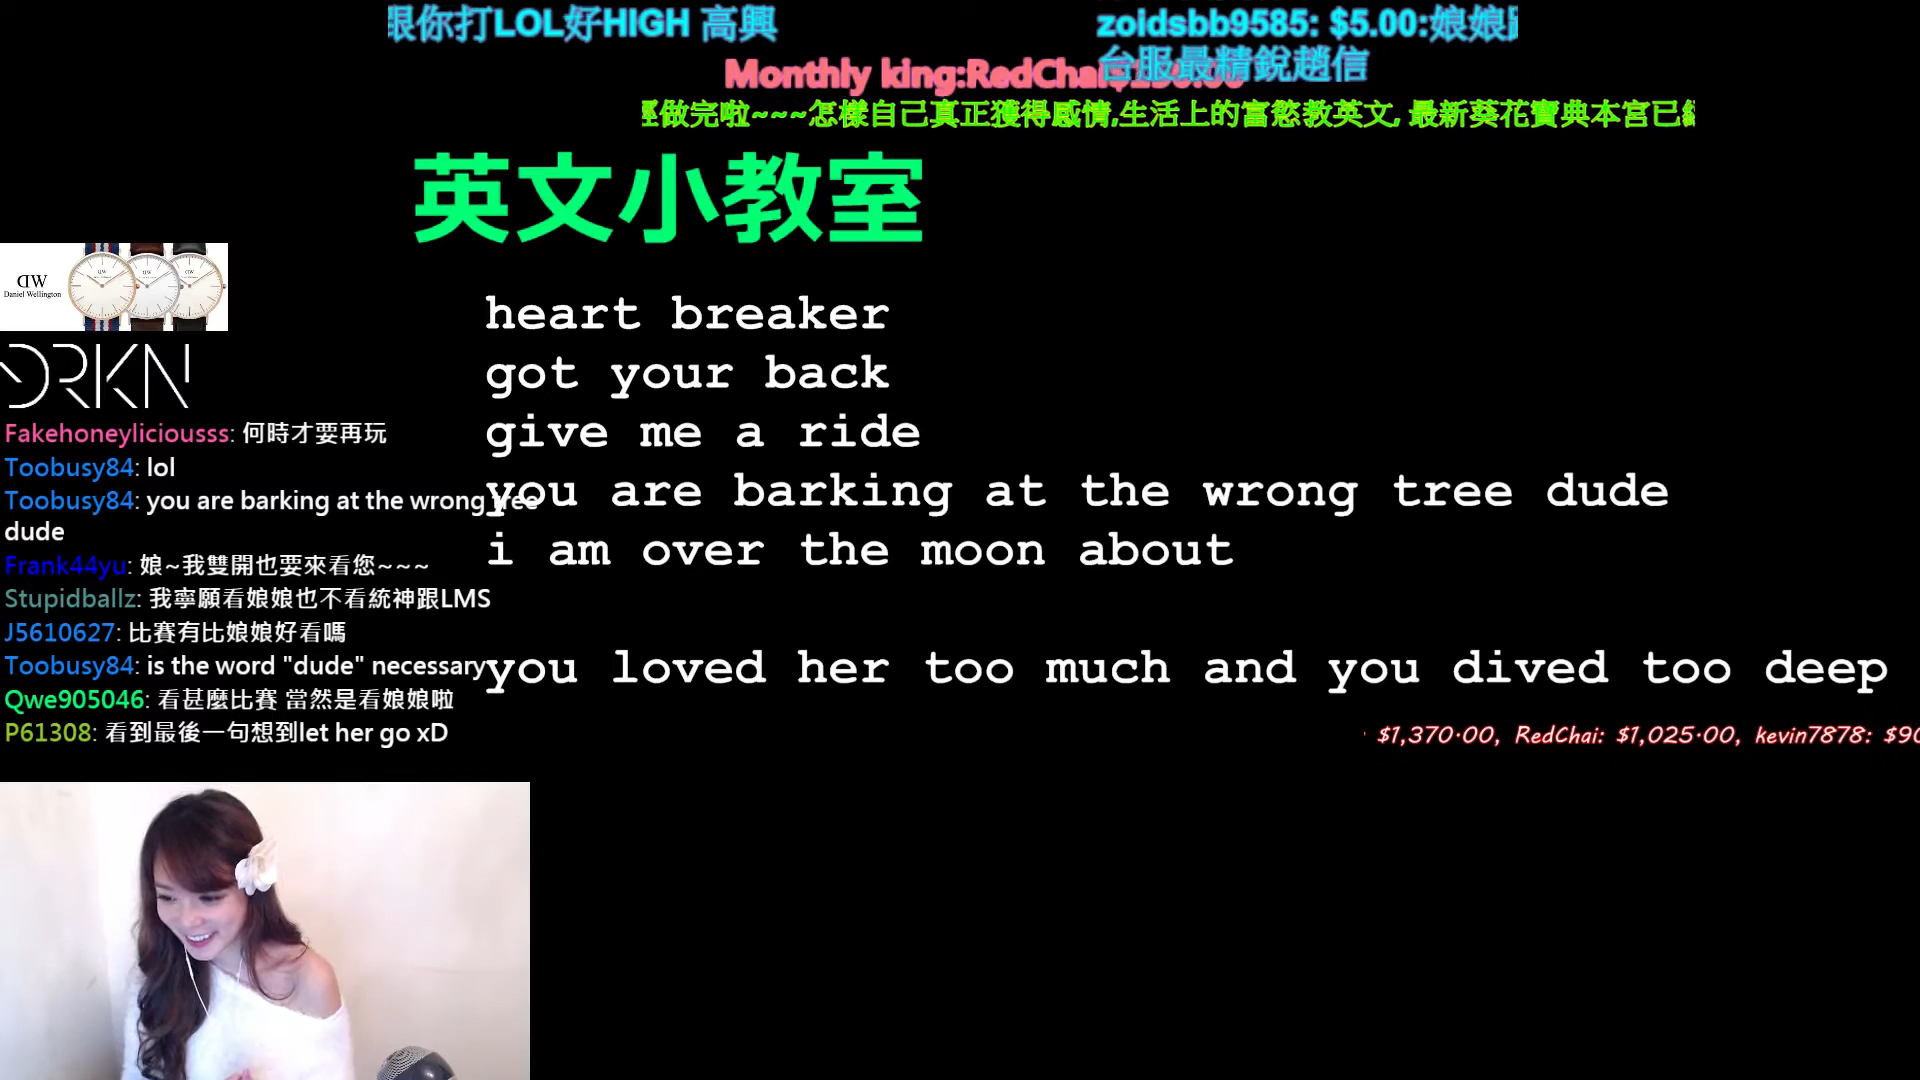 跟你打LOL好HIGH 高興
zoidsbb9585: $5.00:娘娘
台服最精銳趙信
Monthly king:RedChai
做完啦~~~怎樣自己真正獲得感情,生活上的富慾教英文, 最新葵花寶典本宮已
英文小教室
DW
Daniel Wellington
DRKN
heart breaker
got your back
give me a ride
you are barking at the wrong tree dude
i am over the moon about
you loved her too much and you dived too deep
Fakehoneyliciousss: 何時才要再玩
Toobusy84: lol
Toobusy84: you are barking at the wrong tree
dude
Frank44yu: 娘~我雙開也要來看您~~~
Stupidballz: 我寧願看娘娘也不看統神跟LMS
J5610627: 比賽有比娘娘好看嗎
Toobusy84: is the word "dude" necessary
Qwe905046: 看甚麼比賽 當然是看娘娘啦
P61308: 看到最後一句想到let her go xD
$1,370.00, RedChai: $1,025.00, kevin7878: $90